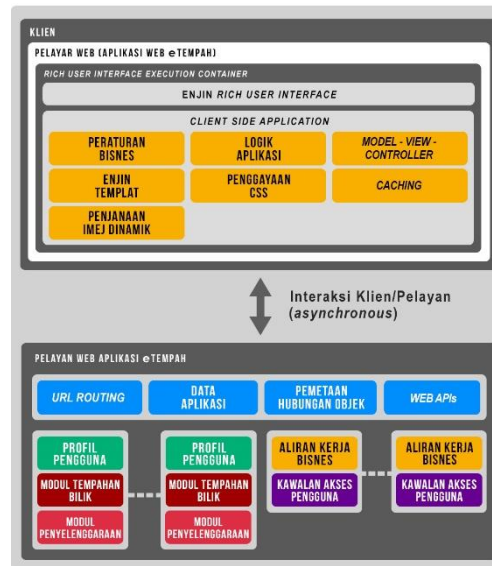 KLIEN
PELAYAR WEB (APLIKASI WEB eTEMPAH)
RICH USER INTERFACE EXECUTION CONTAINER
ENJIN RICH USER INTERFACE
CLIENT SIDE APPLICATION
PERATURAN
BISNES
LOGIK
APLIKASI
MODEL - VIEW -
CONTROLLER
ENJIN
TEMPLAT
PENGGAYAAN
CSS
CACHING
PENJANAAN
IMEJ DINAMIK
Interaksi Klien/Pelayan
(asynchronous)
PELAYAN WEB APLIKASI eTEMPAH
URL ROUTING
DATA
APLIKASI
PEMETAAN
HUBUNGAN OBJEK
WEB APIs
PROFIL
PENGGUNA
MODUL TEMPAHAN
BILIK
MODUL
PENYELENGGARAAN
PROFIL
PENGGUNA
MODUL TEMPAHAN
BILIK
MODUL
PENYELENGGARAAN
ALIRAN KERJA
BISNES
KAWALAN AKSES
PENGGUNA
ALIRAN KERJA
BISNES
KAWALAN AKSES
PENGGUNA